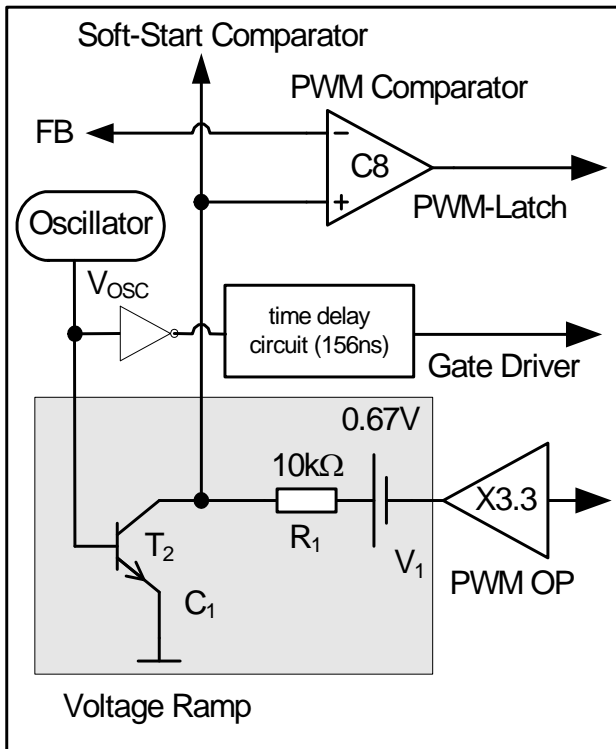 Soft-Start Comparator
PWM Comparator
FB
−
C8
+
PWM-Latch
Oscillator
V_OSC
time delay
circuit (156ns)
Gate Driver
0.67V
10kΩ
X3.3
R₁
T₂
V₁
PWM OP
C₁
Voltage Ramp